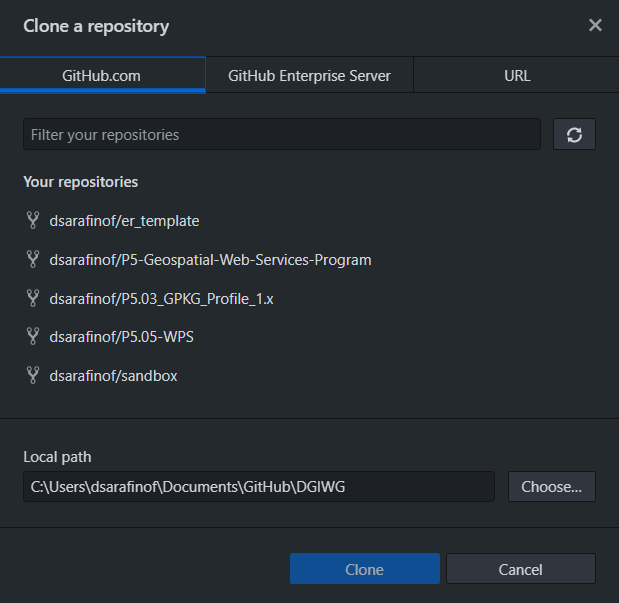 Clone a repository
GitHub.com
GitHub Enterprise Server
URL
Filter your repositories
Your repositories
dsarafinof/er_template
dsarafinof/P5-Geospatial-Web-Services-Program
dsarafinof/P5.03_GPKG_Profile_1.x
dsarafinof/P5.05-WPS
dsarafinof/sandbox
Local path
C:\Users\dsarafinof\Documents\GitHub\DGIWG
Choose...
Clone
Cancel